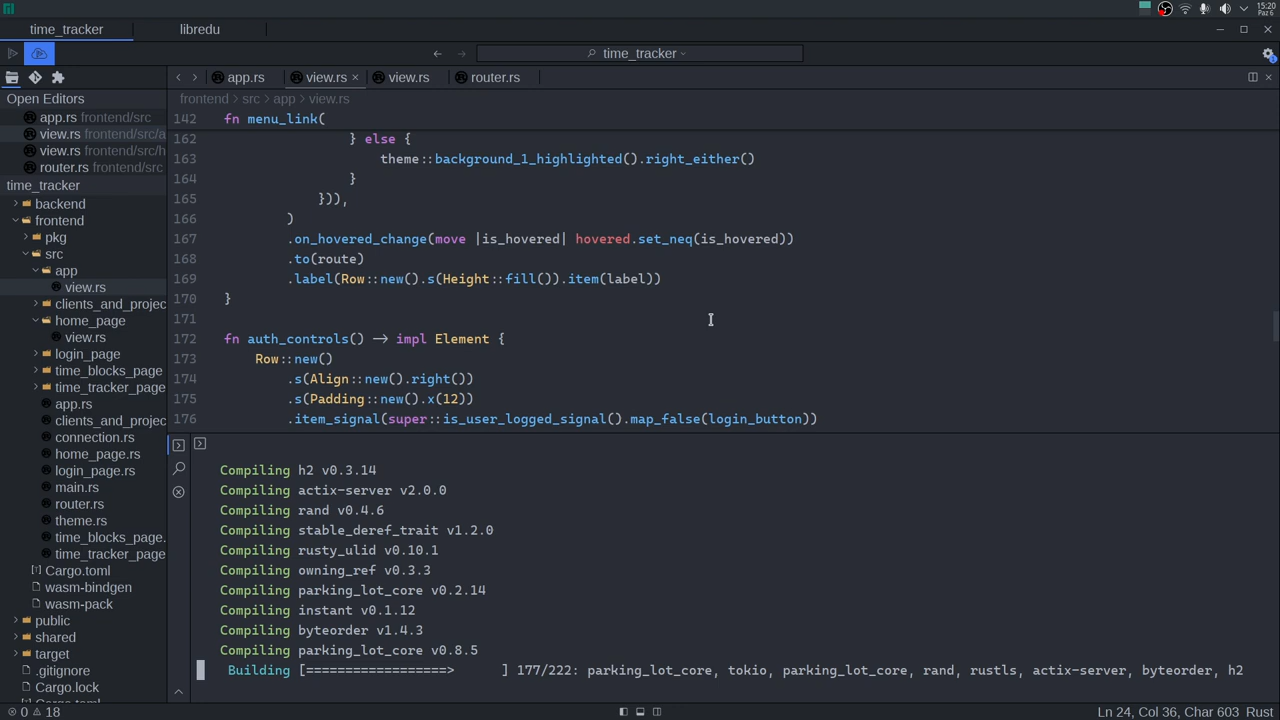 15:20
Paź 6
time_tracker
libredu
time_tracker
app.rs
view.rs
view.rs
router.rs
Open Editors
app.rs frontend/src
view.rs frontend/src/a
view.rs frontend/src/h
router.rs frontend/src
time_tracker
backend
frontend
pkg
src
app
view.rs
clients_and_projec
home_page
view.rs
login_page
time_blocks_page
time_tracker_page
app.rs
clients_and_projec
connection.rs
home_page.rs
login_page.rs
main.rs
router.rs
theme.rs
time_blocks_page.
time_tracker_page
Cargo.toml
wasm-bindgen
wasm-pack
public
shared
target
.gitignore
Cargo.lock
frontend > src > app > view.rs
142 fn menu_link(
162 } else {
163 theme::background_1_highlighted().right_either()
164 }
165 })),
166 )
167 .on_hovered_change(move |is_hovered| hovered.set_neq(is_hovered))
168 .to(route)
169 .label(Row::new().s(Height::fill()).item(label))
170 }
171
172 fn auth_controls() -> impl Element {
173 Row::new()
174 .s(Align::new().right())
175 .s(Padding::new().x(12))
176 .item_signal(super::is_user_logged_signal().map_false(login_button))
Compiling h2 v0.3.14
Compiling actix-server v2.0.0
Compiling rand v0.4.6
Compiling stable_deref_trait v1.2.0
Compiling rusty_ulid v0.10.1
Compiling owning_ref v0.3.3
Compiling parking_lot_core v0.2.14
Compiling instant v0.1.12
Compiling byteorder v1.4.3
Compiling parking_lot_core v0.8.5
Building [==================> ] 177/222: parking_lot_core, tokio, parking_lot_core, rand, rustls, actix-server, byteorder, h2
0 18
Ln 24, Col 36, Char 603 Rust